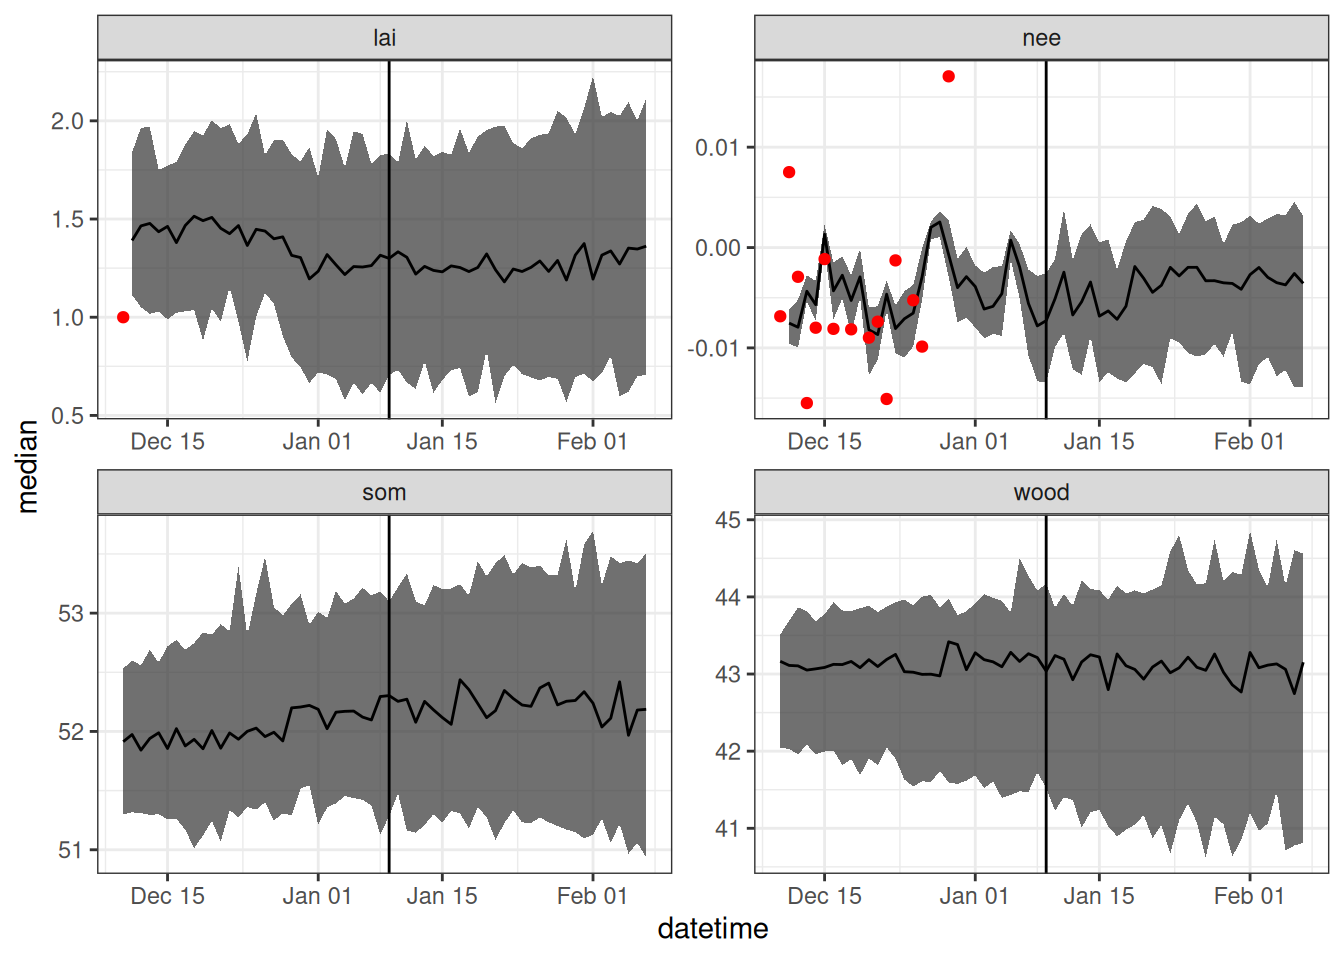 lai
nee
2.0
1.5
1.0
0.5
0.01
0.00
-0.01
Dec 15 Jan 01 Jan 15 Feb 01
Dec 15 Jan 01 Jan 15 Feb 01
median
som
wood
53
52
51
45
44
43
42
41
Dec 15 Jan 01 Jan 15 Feb 01
Dec 15 Jan 01 Jan 15 Feb 01
datetime